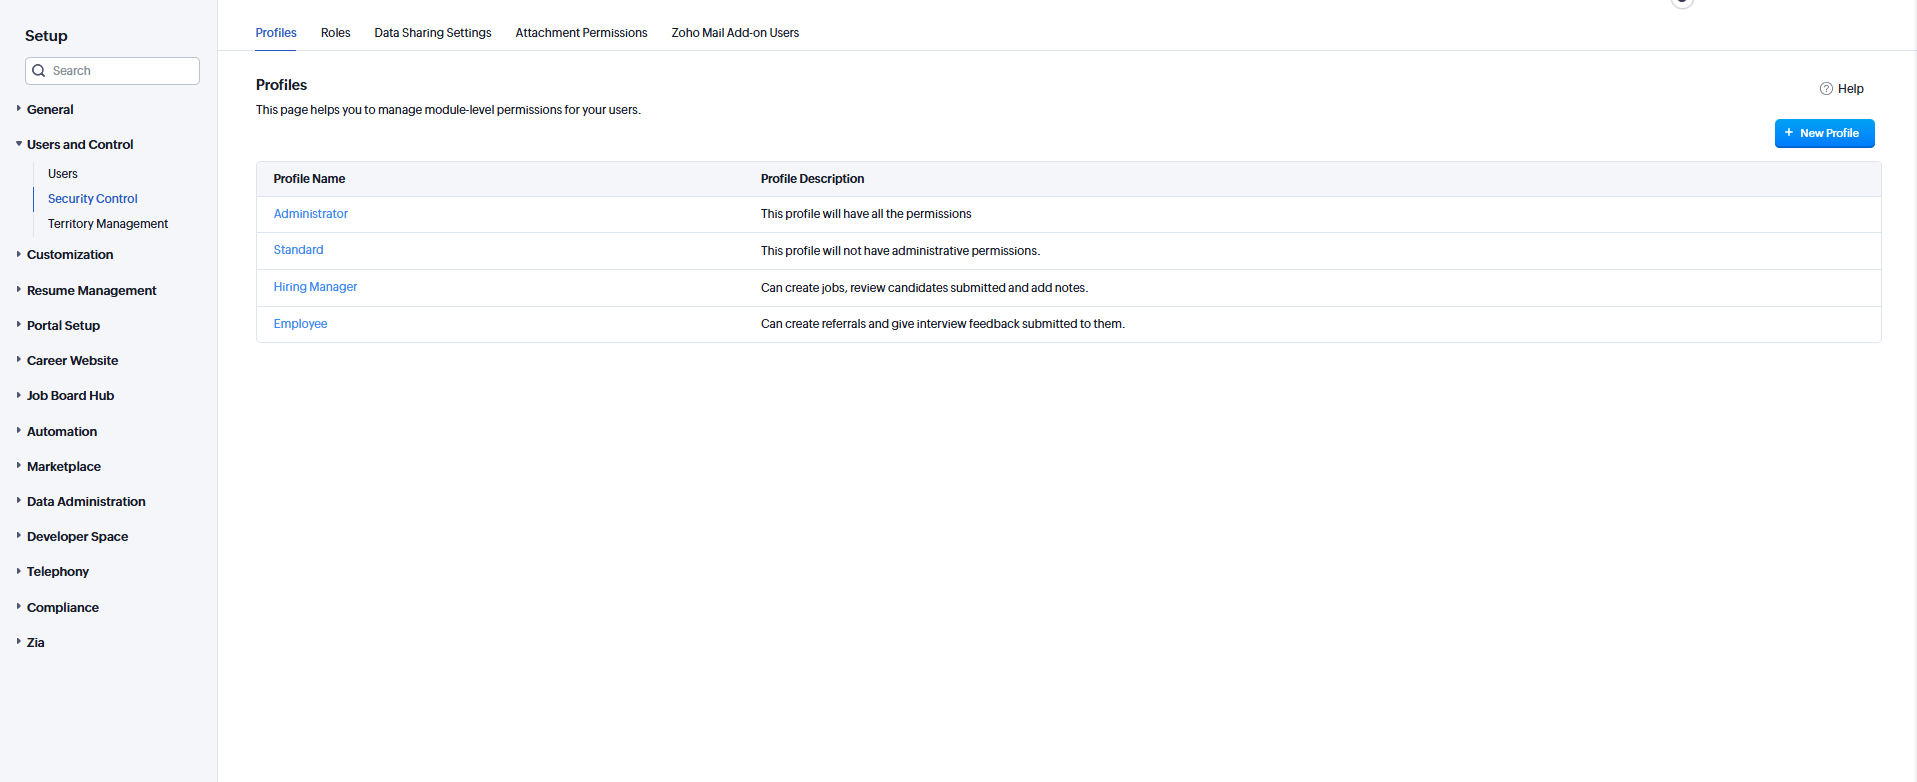 Setup
Search
General
Users and Control
Users
Security Control
Territory Management
Customization
Resume Management
Portal Setup
Career Website
Job Board Hub
Automation
Marketplace
Data Administration
Developer Space
Telephony
Compliance
Zia
Profiles Roles Data Sharing Settings Attachment Permissions Zoho Mail Add-on Users
Profiles
Help
This page helps you to manage module-level permissions for your users.
+ New Profile
Profile Name Profile Description
Administrator This profile will have all the permissions
Standard This profile will not have administrative permissions.
Hiring Manager Can create jobs, review candidates submitted and add notes.
Employee Can create referrals and give interview feedback submitted to them.